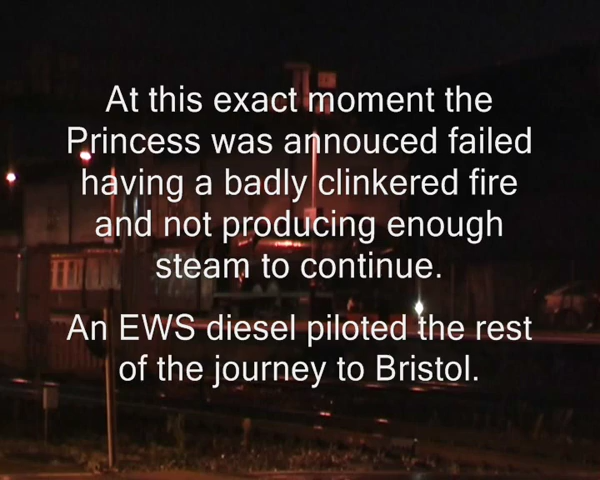 At this exact moment the
Princess was annouced failed
having a badly clinkered fire
and not producing enough
steam to continue.
An EWS diesel piloted the rest
of the journey to Bristol.